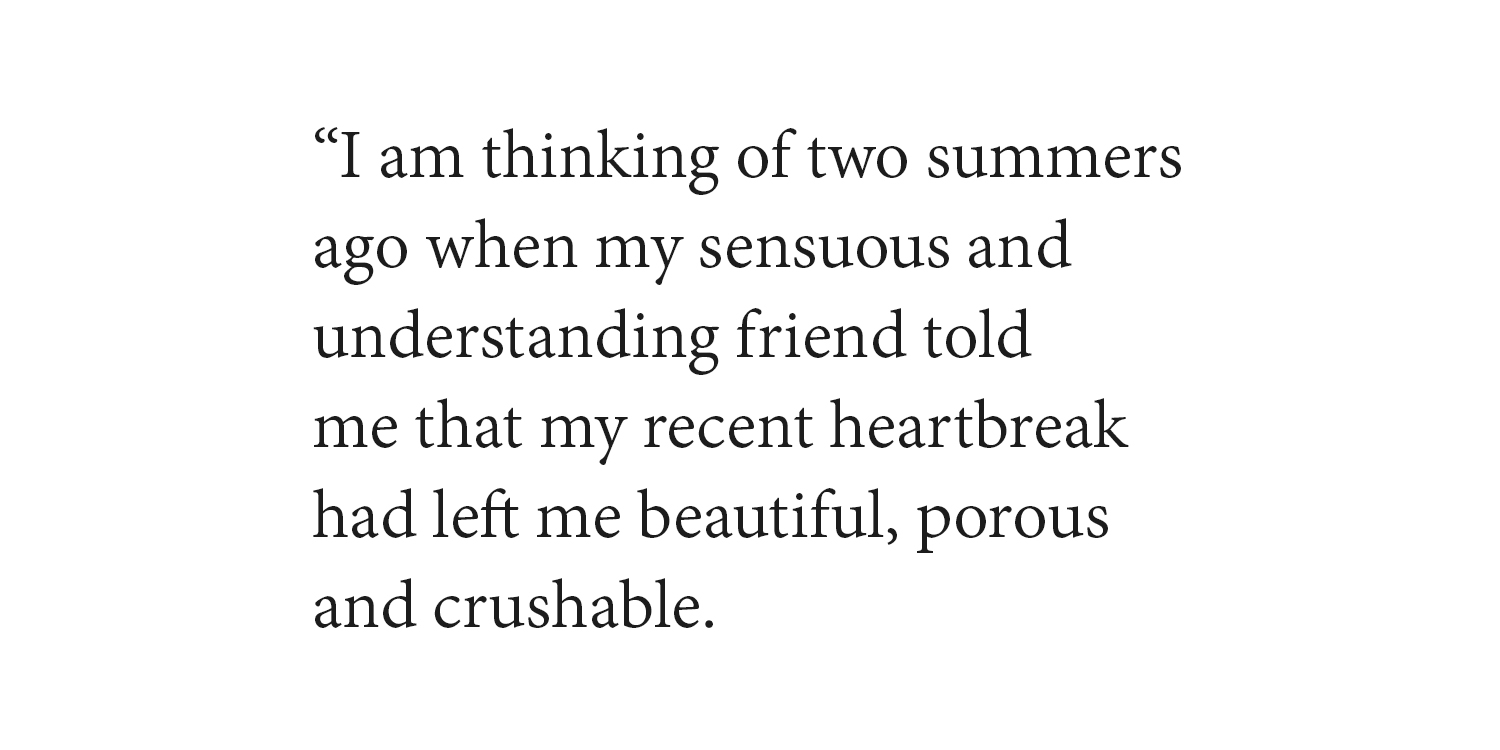 “I am thinking of two summers
ago when my sensuous and
understanding friend told
me that my recent heartbreak
had left me beautiful, porous
and crushable.